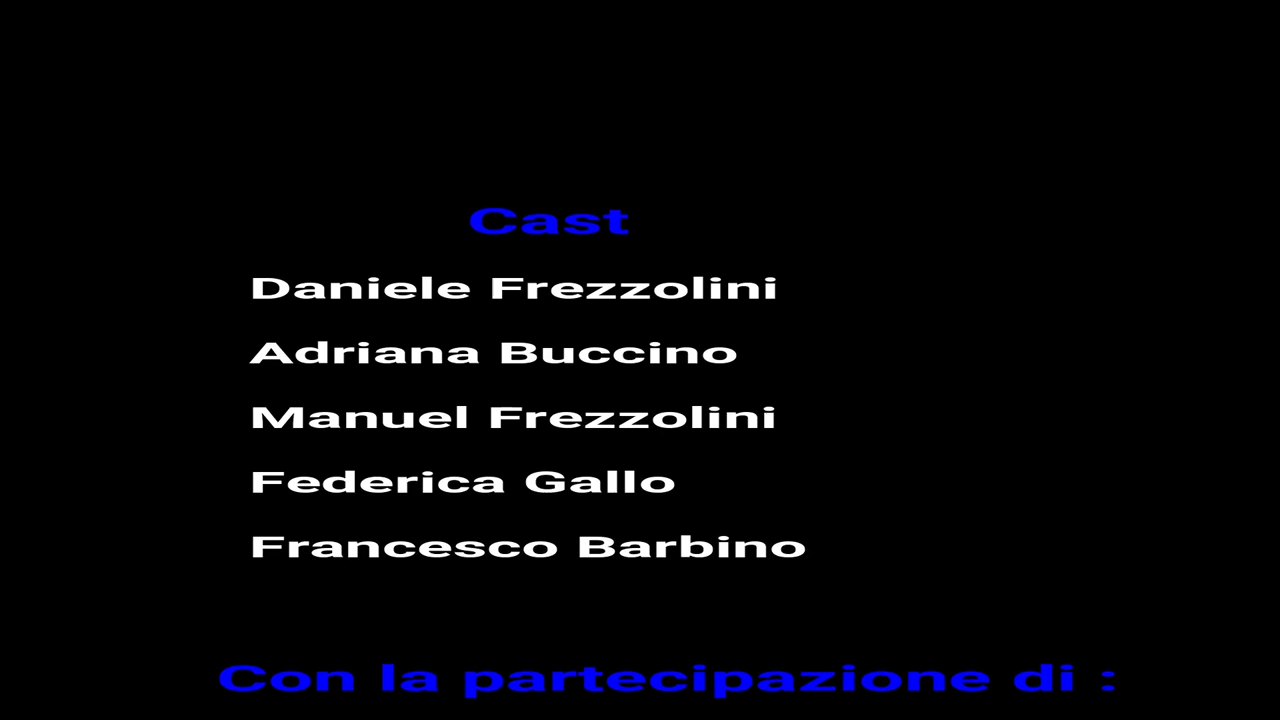 Cast
Daniele Frezzolini
Adriana Buccino
Manuel Frezzolini
Federica Gallo
Francesco Barbino
Con la partecipazione di :